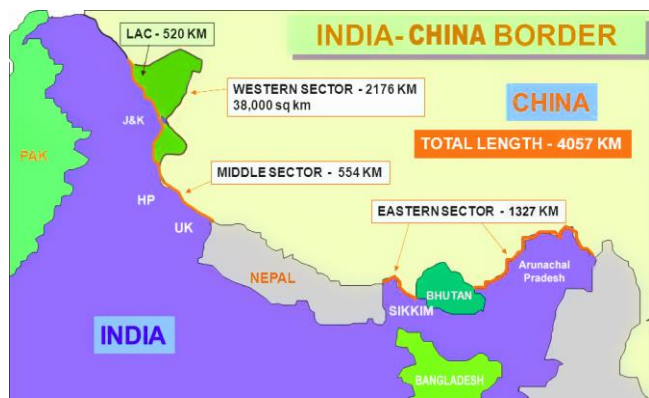 INDIA- CHINA BORDER
LAC - 520 KM
WESTERN SECTOR - 2176 KM
38,000 sq km
CHINA
J&K
TOTAL LENGTH - 4057 KM
PAK
MIDDLE SECTOR - 554 KM
HP
EASTERN SECTOR - 1327 KM
UK
Arunachal
Pradesh
NEPAL
BHUTAN
SIKKIM
INDIA
BANGLADESH